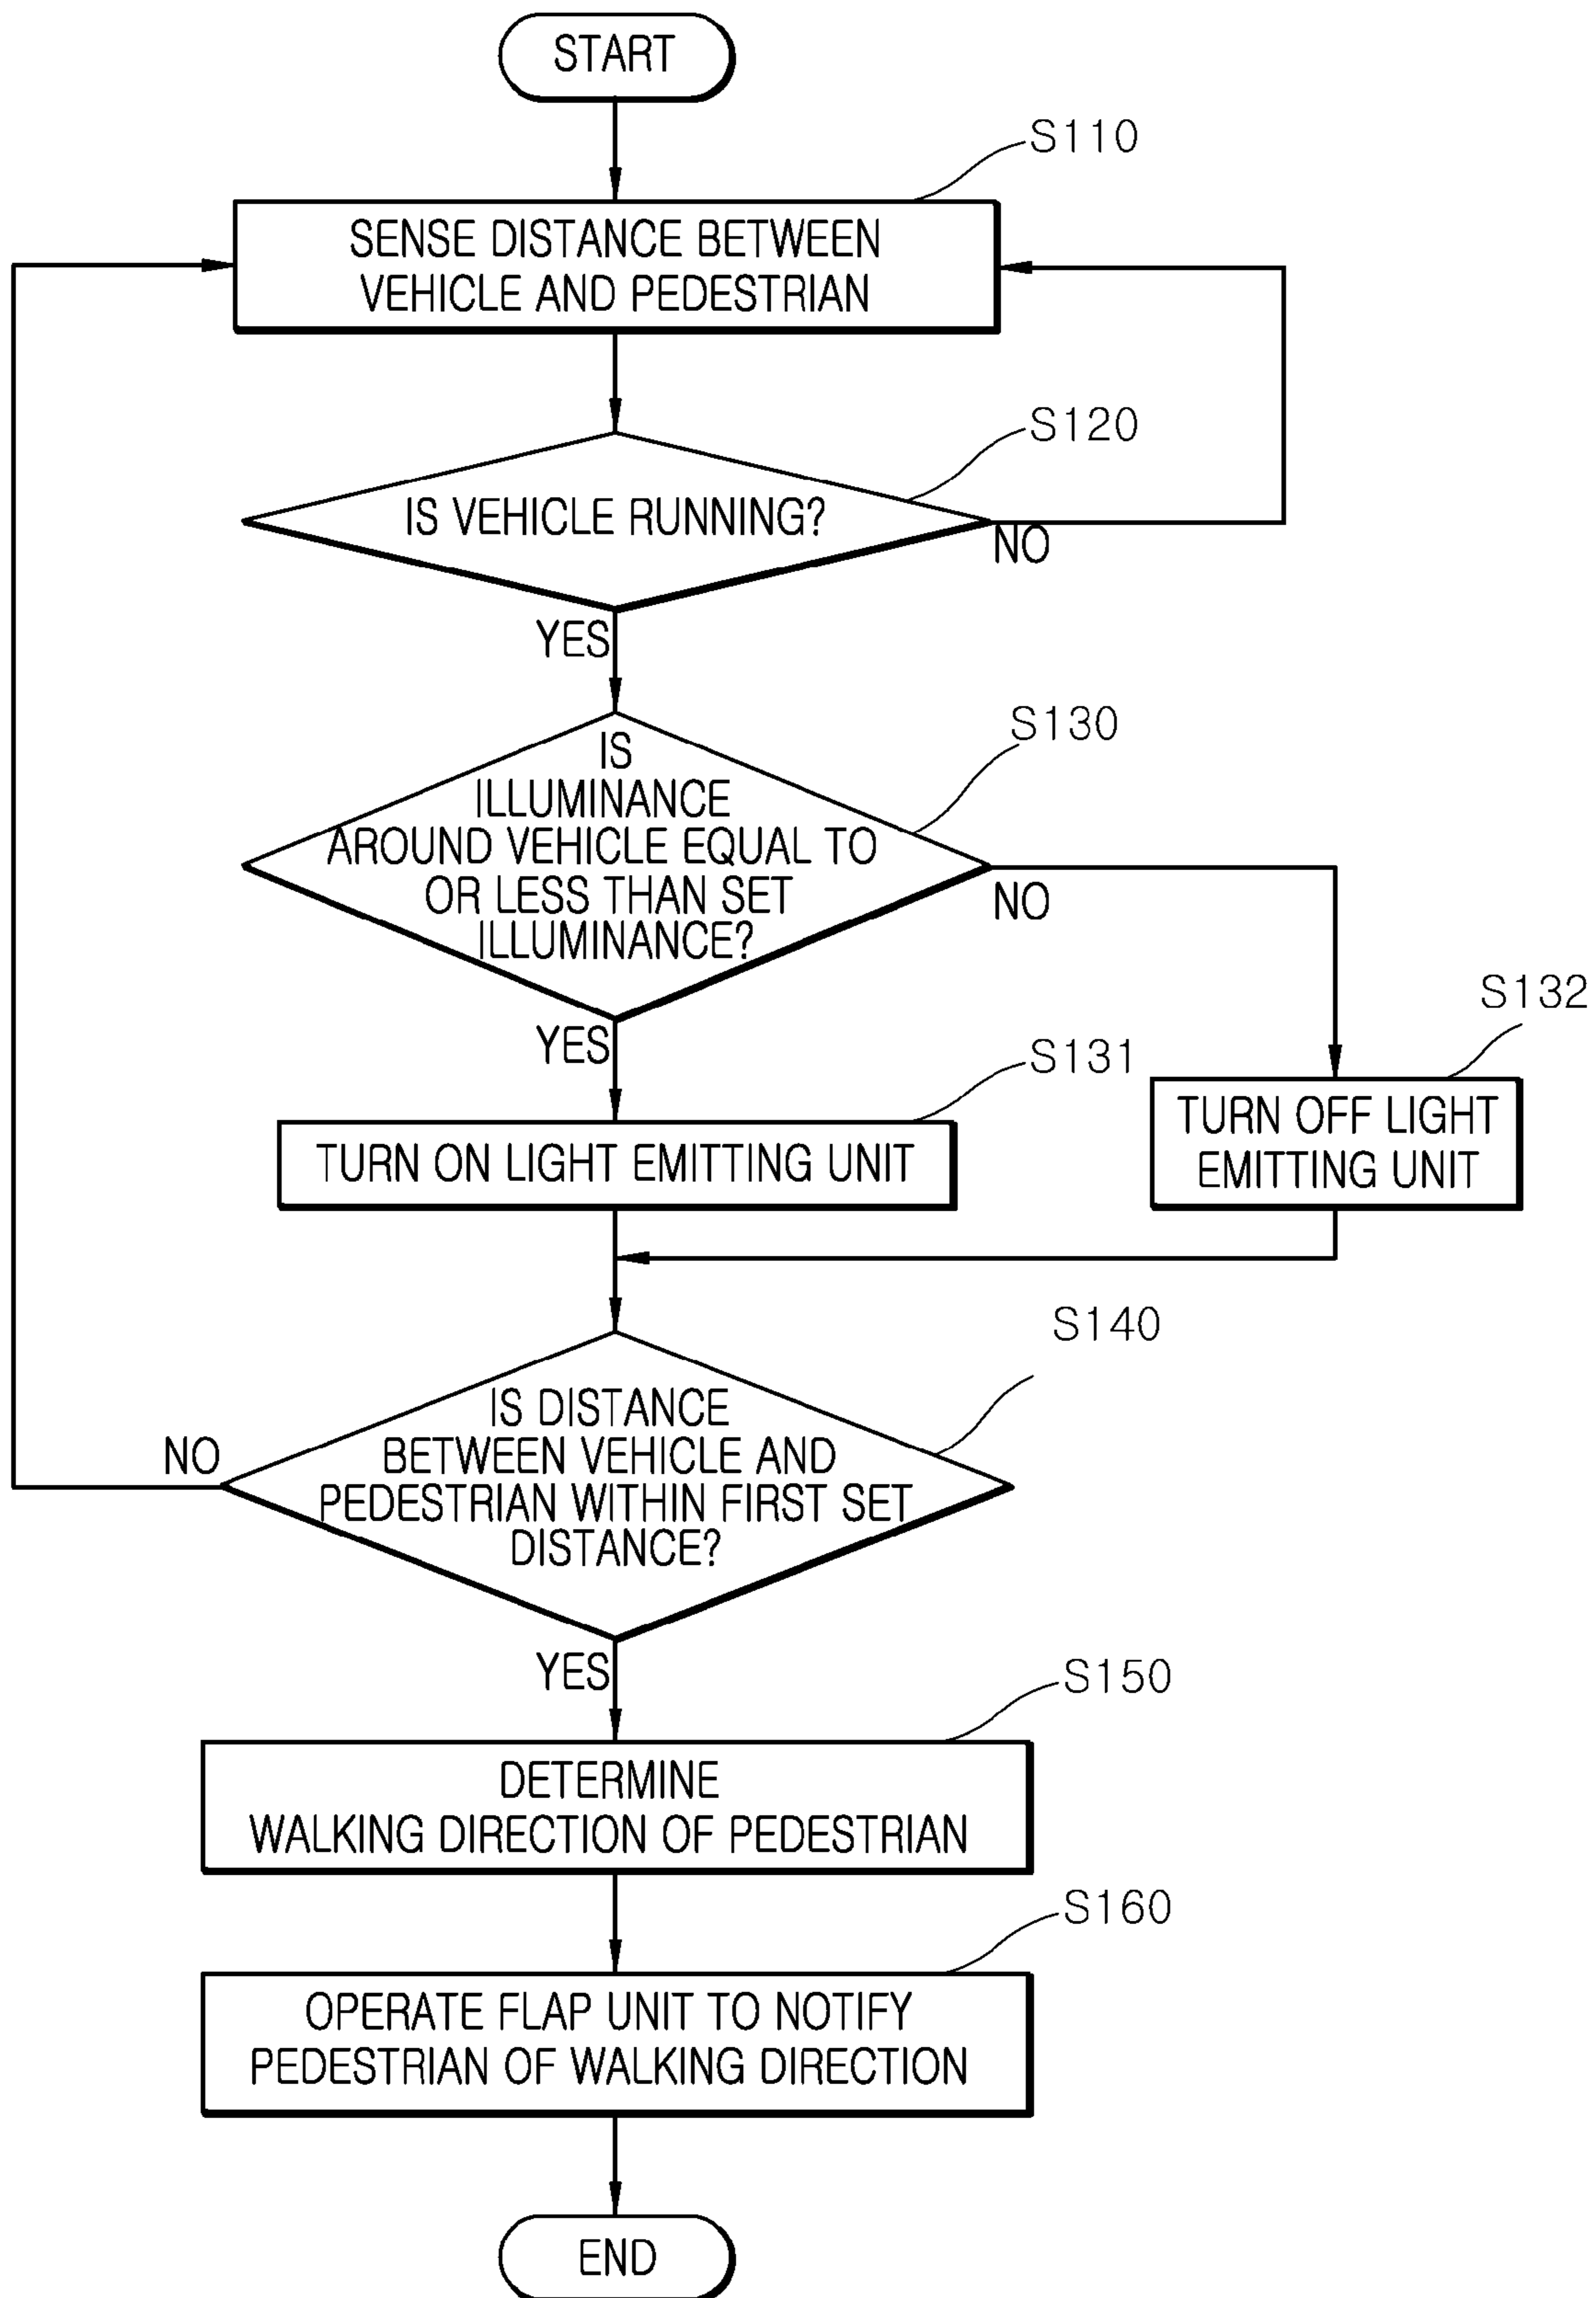 START
S110
SENSE DISTANCE BETWEEN
VEHICLE AND PEDESTRIAN
S120
IS VEHICLE RUNNING?
NO
YES
S130
IS
ILLUMINANCE
AROUND VEHICLE EQUAL TO
OR LESS THAN SET
ILLUMINANCE?
NO
YES
S131
TURN ON LIGHT EMITTING UNIT
S132
TURN OFF LIGHT
EMITTING UNIT
S140
IS DISTANCE
BETWEEN VEHICLE AND
PEDESTRIAN WITHIN FIRST SET
DISTANCE?
NO
YES
S150
DETERMINE
WALKING DIRECTION OF PEDESTRIAN
S160
OPERATE FLAP UNIT TO NOTIFY
PEDESTRIAN OF WALKING DIRECTION
END